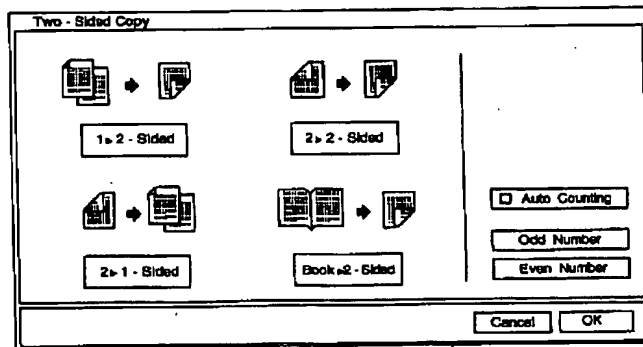 Two - Sided Copy
1▸2 - Sided
2▸2 - Sided
2▸1 - Sided
Book▸2 - Sided
Auto Counting
Odd Number
Even Number
Cancel
OK